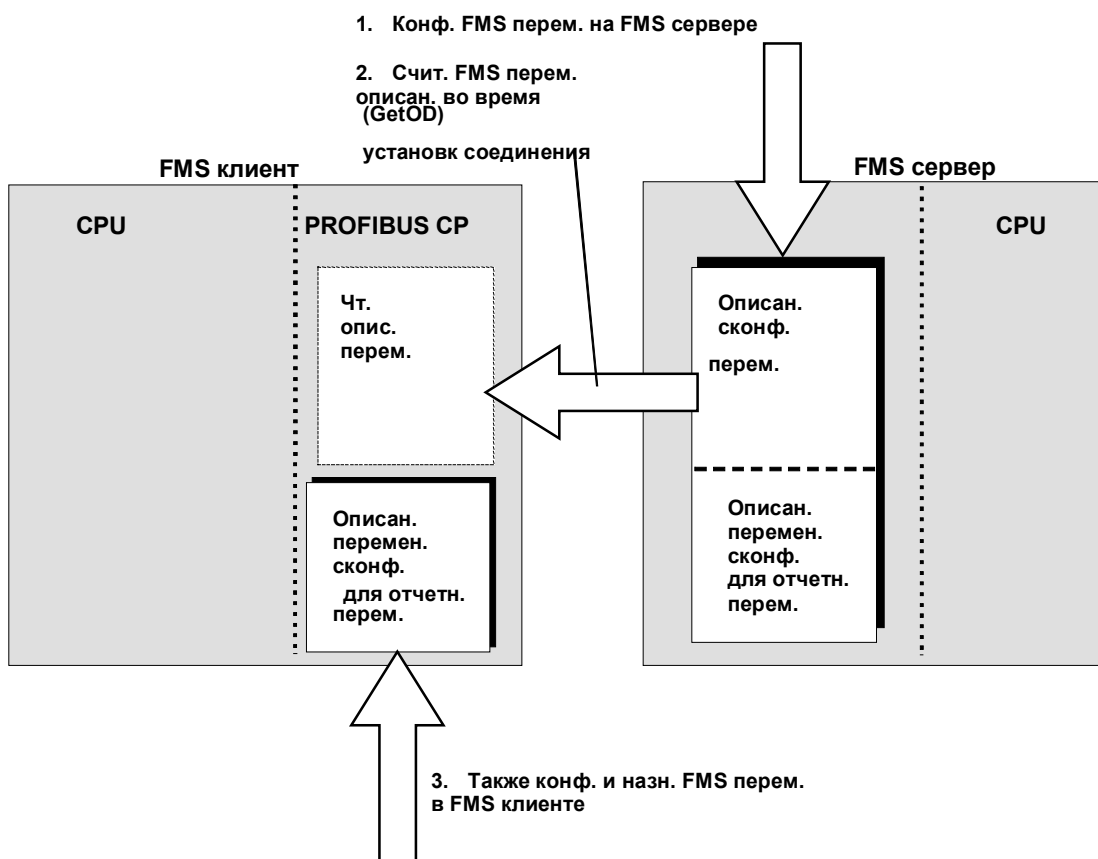 1. Конф. FMS перем. на FMS сервере
2. Счит. FMS перем.
описан. во время
(GetOD)
установк соединения
FMS клиент
FMS сервер
CPU
PROFIBUS CP
CPU
Чт.
опис.
перем.
Описан.
сконф.
перем.
Описан.
перемен.
сконф.
для отчетн.
перем.
Описан.
перемен.
сконф.
для отчетн.
перем.
3. Также конф. и назн. FMS перем.
в FMS клиенте